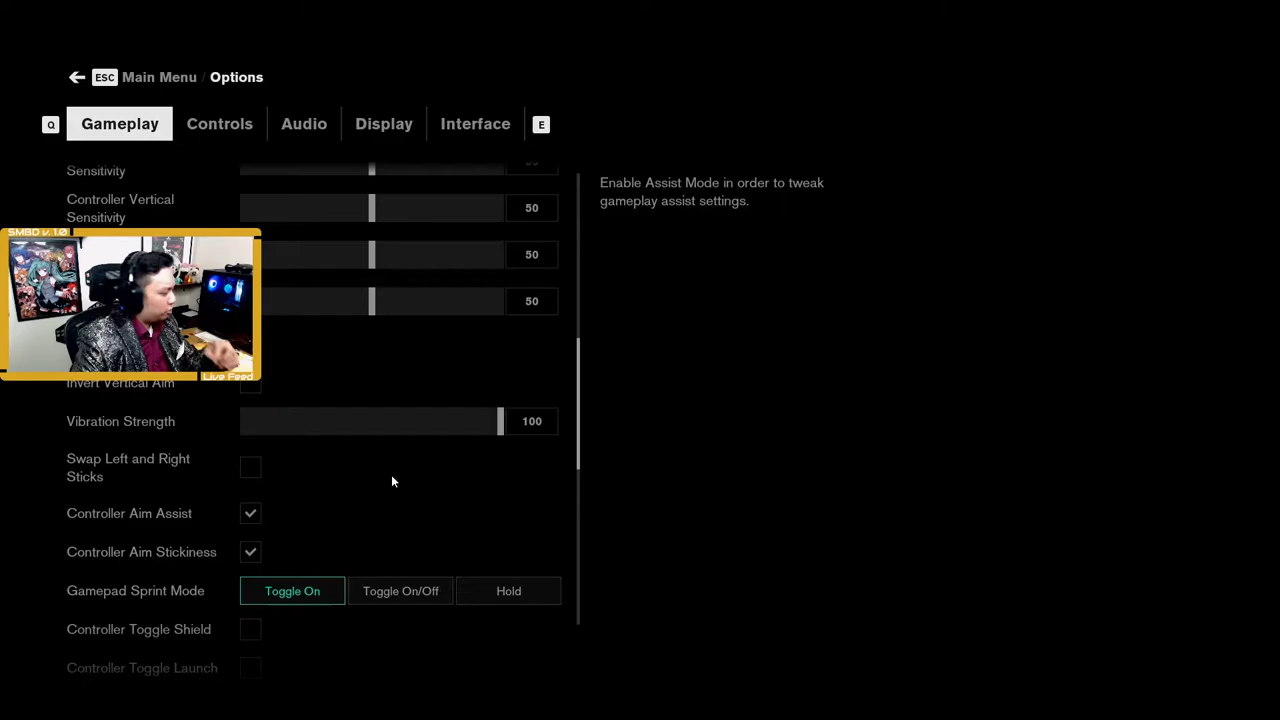 ESC Main Menu / Options
Q Gameplay Controls Audio Display Interface E
Sensitivity
Enable Assist Mode in order to tweak
gameplay assist settings.
Controller Vertical
Sensitivity
50
SMBD v. 1.0
50
50
Live Feed
Invert Vertical Aim
Vibration Strength 100
Swap Left and Right
Sticks
Controller Aim Assist
Controller Aim Stickiness
Gamepad Sprint Mode Toggle On Toggle On/Off Hold
Controller Toggle Shield
Controller Toggle Launch